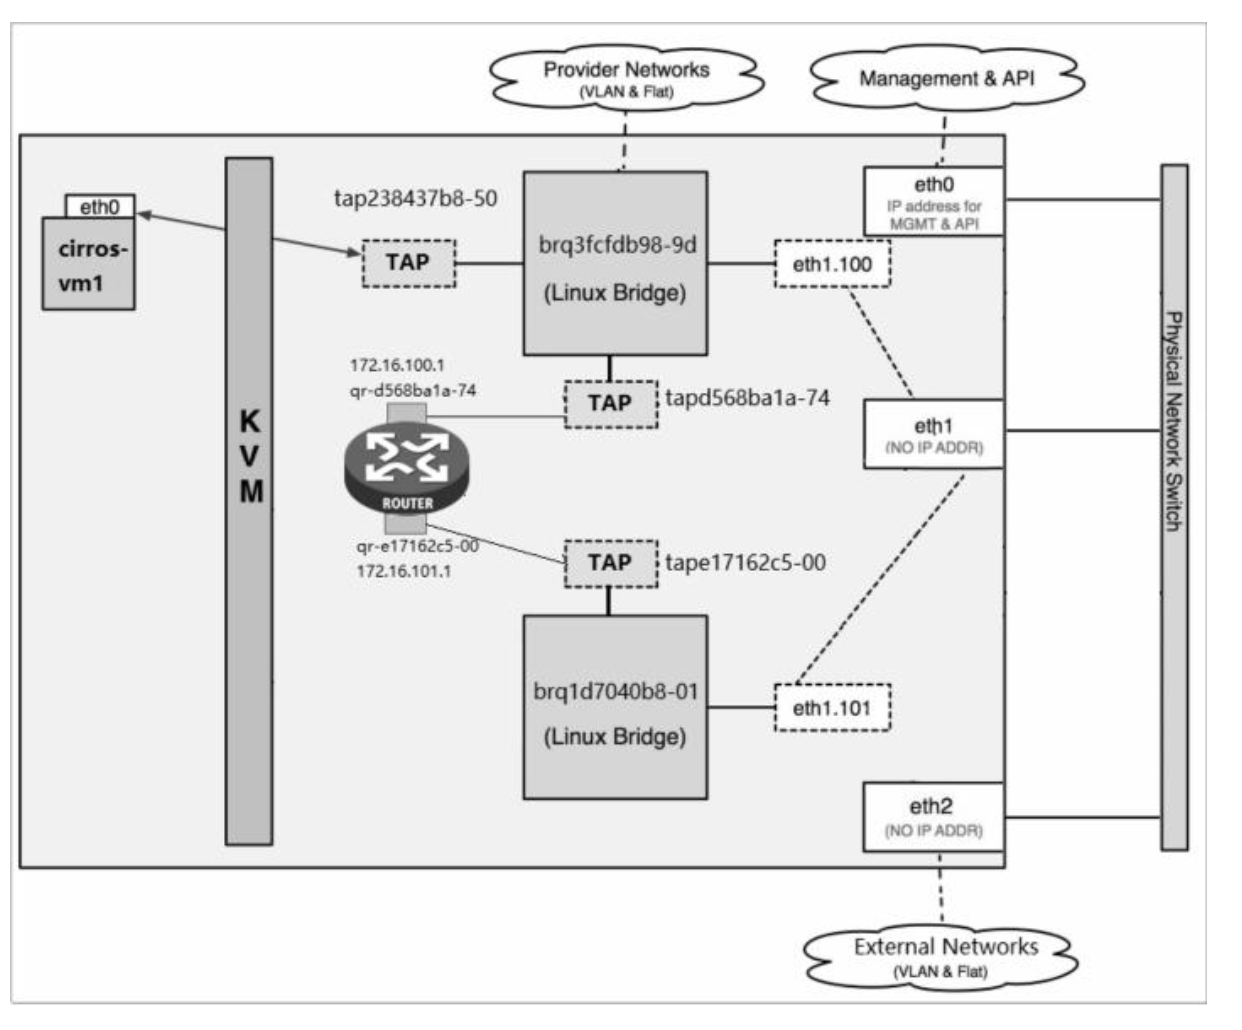 Provider Networks
(VLAN & Flat)
Management & API
eth0
cirros-
vm1
KVM
tap238437b8-50
TAP
brq3fcfdb98-9d
(Linux Bridge)
eth1.100
eth0
IP address for
MGMT & API
172.16.100.1
qr-d568ba1a-74
TAP
tapd568ba1a-74
ROUTER
eth1
(NO IP ADDR)
Physical Network Switch
qr-e17162c5-00
172.16.101.1
TAP
tape17162c5-00
brq1d7040b8-01
(Linux Bridge)
eth1.101
eth2
(NO IP ADDR)
External Networks
(VLAN & Flat)